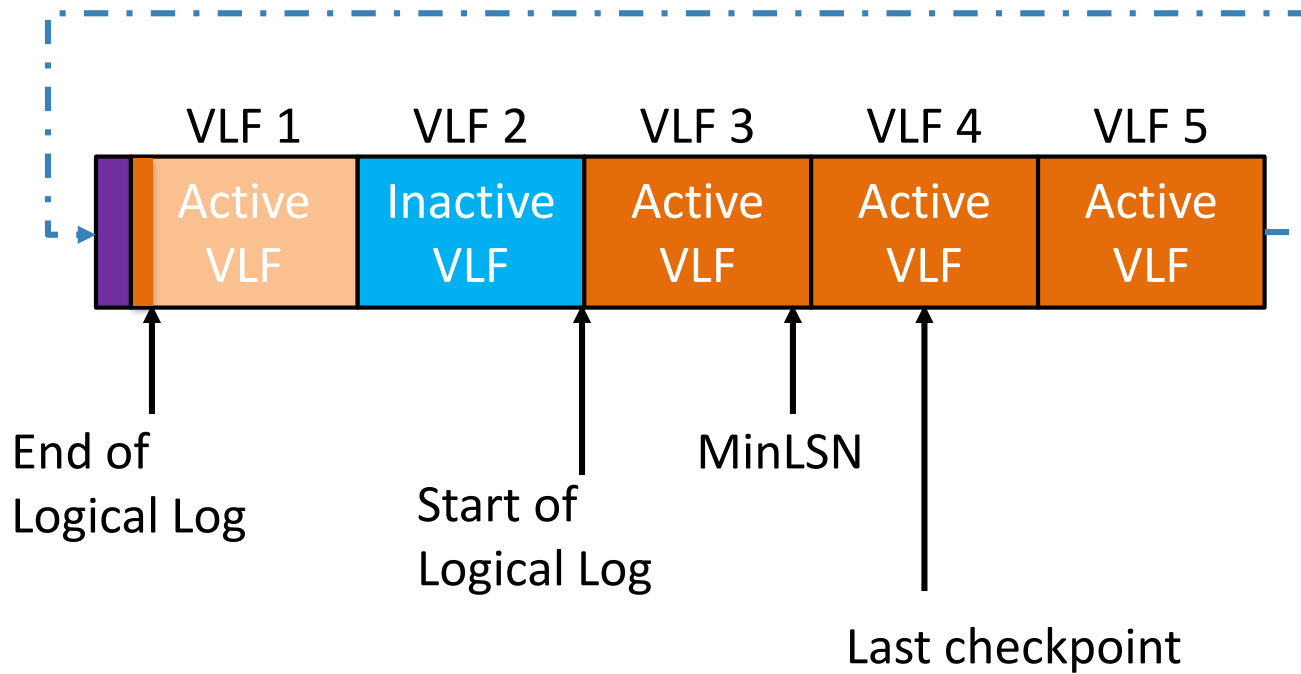 VLF 1 VLF 2 VLF 3 VLF 4 VLF 5
Active Inactive Active Active Active
VLF VLF VLF VLF VLF
End of
Logical Log
Start of
Logical Log
MinLSN
Last checkpoint